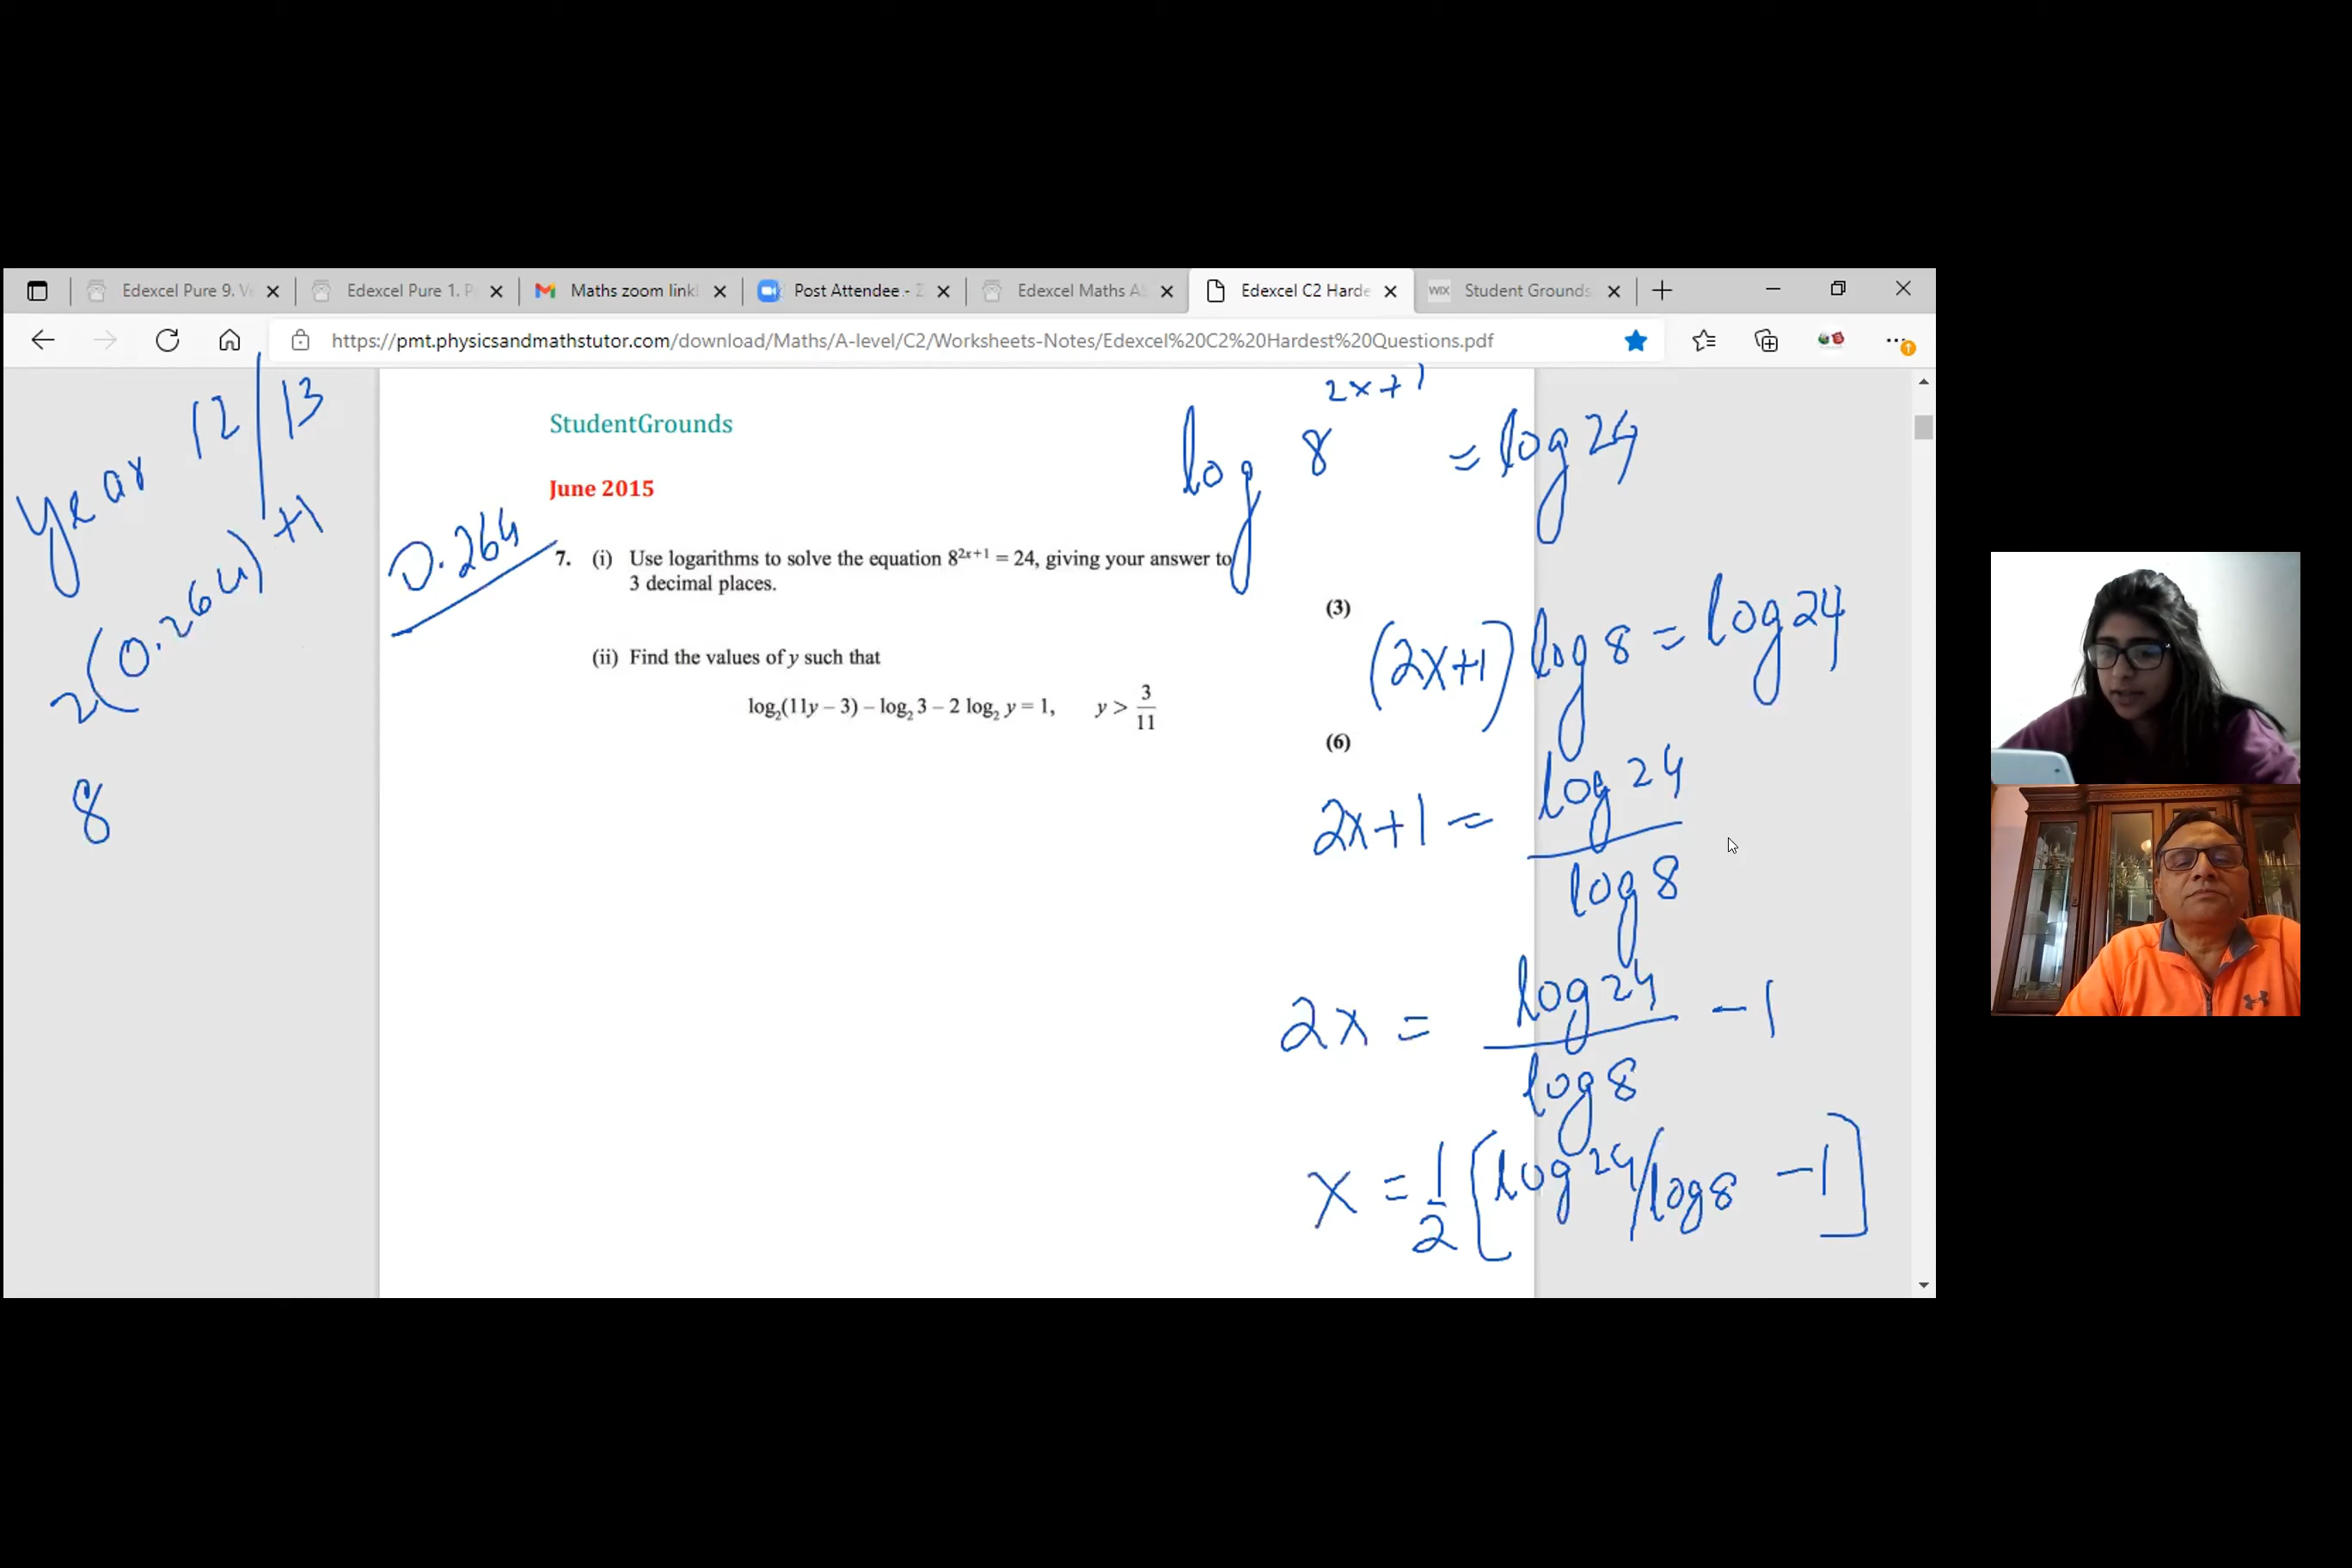 Edexcel Pure 9. V
Edexcel Pure 1. P
Maths zoom link
Post Attendee - Z
Edexcel Maths A
Edexcel C2 Harde
WIX Student Grounds
https://pmt.physicsandmathstutor.com/download/Maths/A-level/C2/Worksheets-Notes/Edexcel%20C2%20Hardest%20Questions.pdf
Year 12/13
2(0.264)+1
8
0.264
StudentGrounds
June 2015
7. (i) Use logarithms to solve the equation 8^{2x+1} = 24, giving your answer to
3 decimal places.
(3)
(ii) Find the values of y such that
log₂(11y – 3) – log₂ 3 – 2 log₂ y = 1, y > 3/11
(6)
log 8^{2x+1} = log 24
(2x+1) log 8 = log 24
2x+1 = log 24 / log 8
2x = log 24 / log 8 - 1
x = 1/2 [log 24/log 8 - 1]